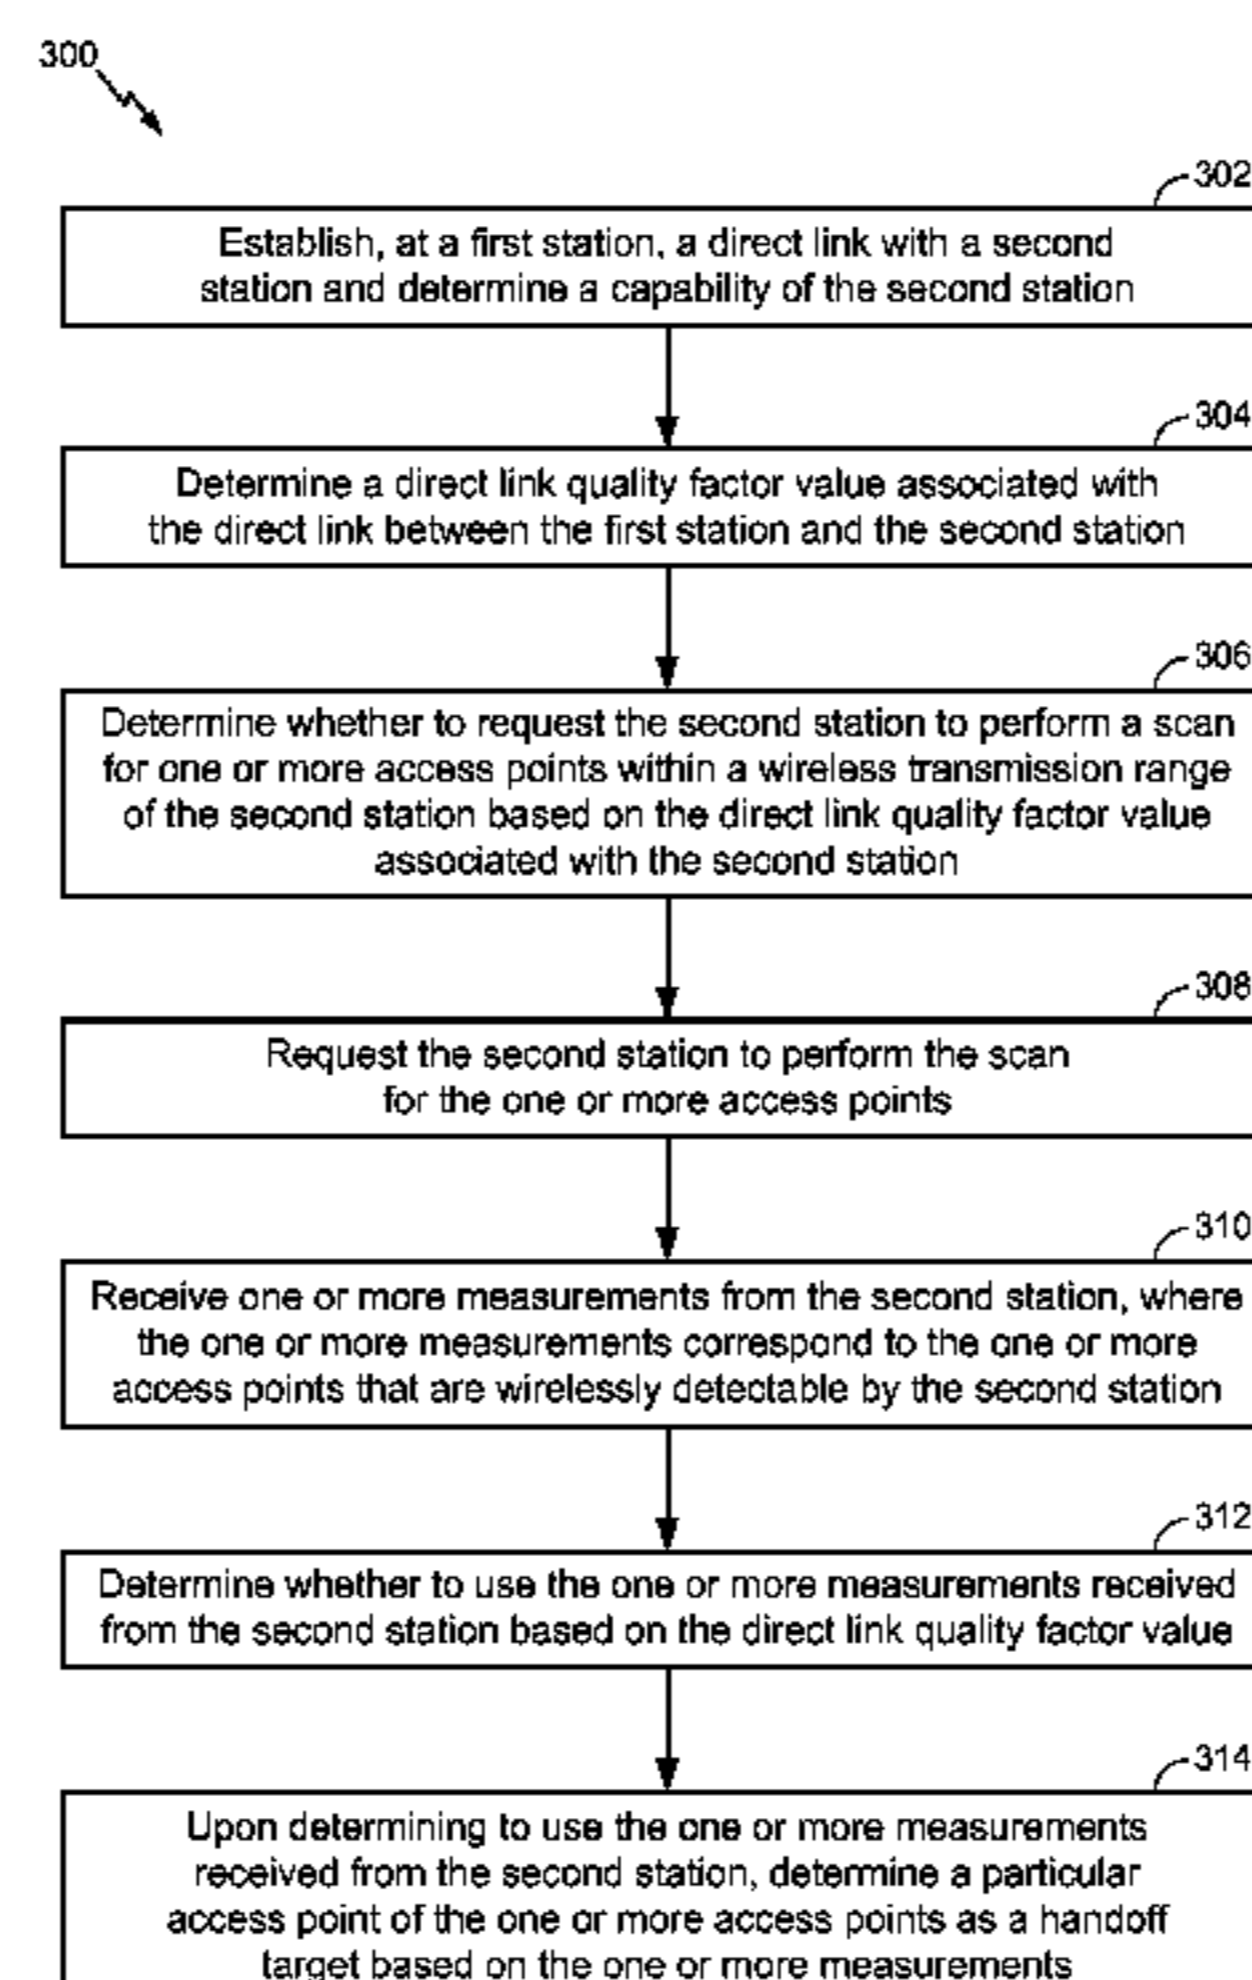 300
302
Establish, at a first station, a direct link with a second
station and determine a capability of the second station
304
Determine a direct link quality factor value associated with
the direct link between the first station and the second station
306
Determine whether to request the second station to perform a scan
for one or more access points within a wireless transmission range
of the second station based on the direct link quality factor value
associated with the second station
308
Request the second station to perform the scan
for the one or more access points
310
Receive one or more measurements from the second station, where
the one or more measurements correspond to the one or more
access points that are wirelessly detectable by the second station
312
Determine whether to use the one or more measurements received
from the second station based on the direct link quality factor value
314
Upon determining to use the one or more measurements
received from the second station, determine a particular
access point of the one or more access points as a handoff
target based on the one or more measurements